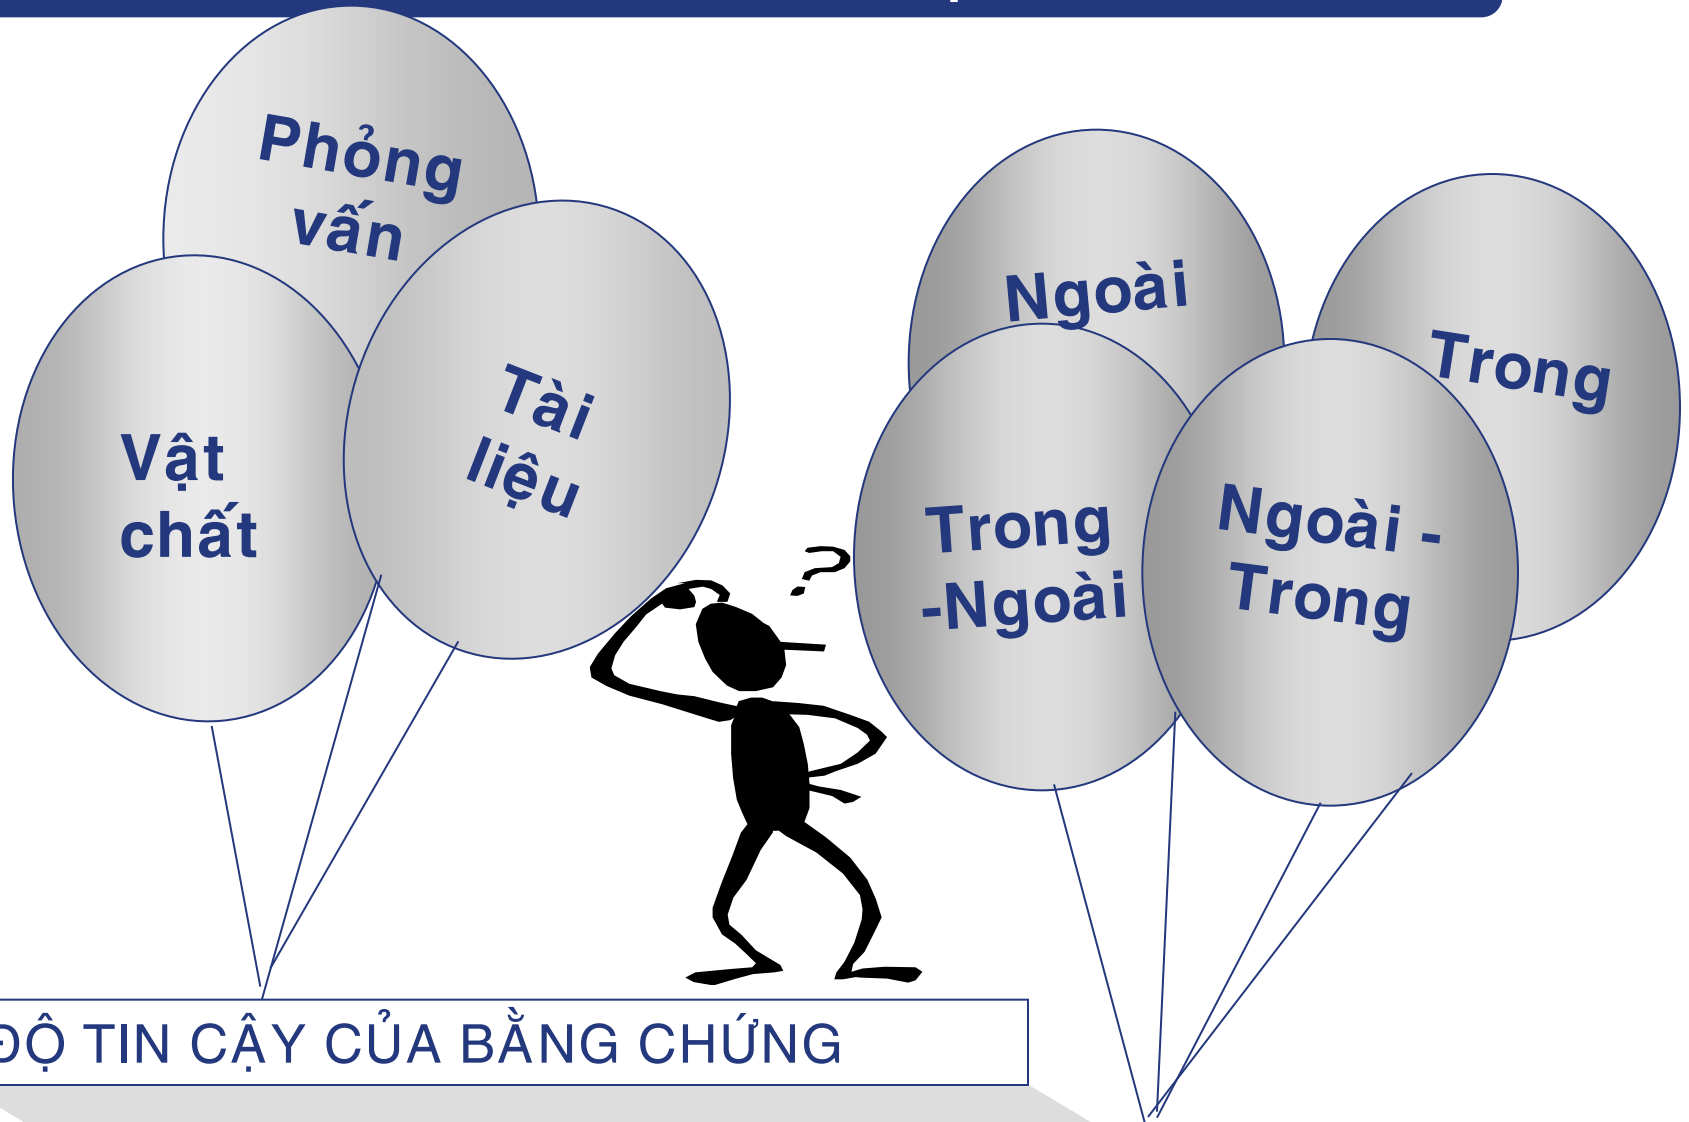 Phỏng
vấn
Vật
chất
Tài
liệu
Ngoài
Trong
Trong
-Ngoài
Ngoài -
Trong
ĐỘ TIN CẬY CỦA BẰNG CHỨNG